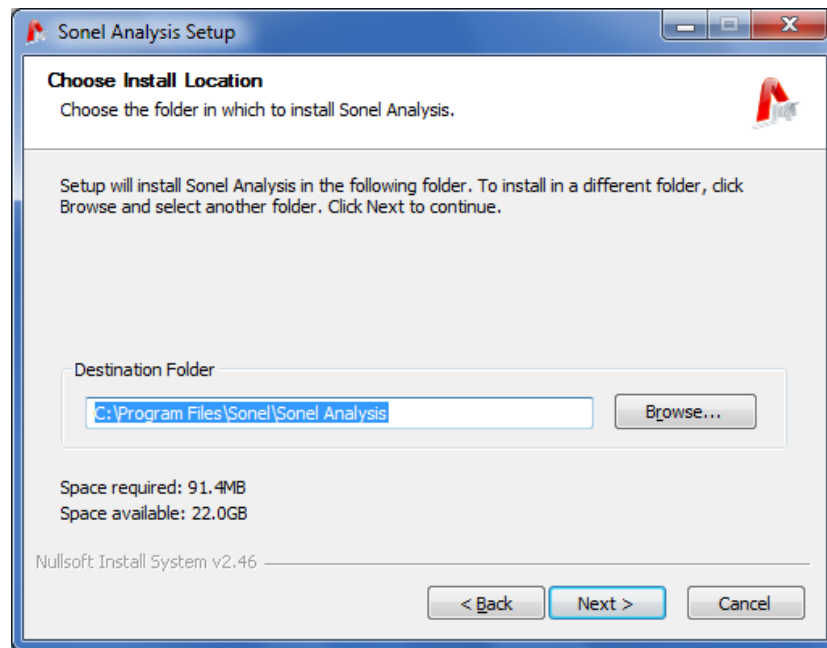 Sonel Analysis Setup
Choose Install Location
Choose the folder in which to install Sonel Analysis.
Setup will install Sonel Analysis in the following folder. To install in a different folder, click
Browse and select another folder. Click Next to continue.
Destination Folder
C:\Program Files\Sonel\Sonel Analysis
Browse...
Space required: 91.4MB
Space available: 22.0GB
Nullsoft Install System v2.46
< Back
Next >
Cancel